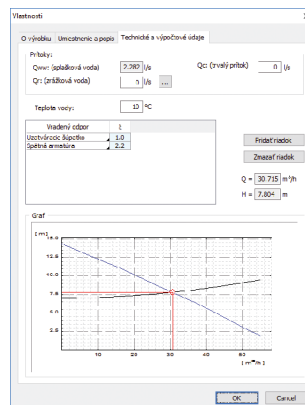 Vlastnosti
O výrobku Umiestnenie a popis Technické a výpočtové údaje
Prítoky:
Qww: (splašková voda) 2.282 l/s Qc: (trvalý prítok) 0 l/s
Qr: (zrážková voda) 0 l/s ...
Teplota vody: 10 °C
Vradený odpor ζ
Uzatváracie šúpatko 1.0
Spätná armatúra 2.2
Pridať riadok
Zmazať riadok
Q = 30.715 m³/h
H = 7.804 m
Graf
[m]
15.0
12.5
10.0
7.5
5.0
2.5
10 20 30 40 50
[m³/h]
OK Cancel